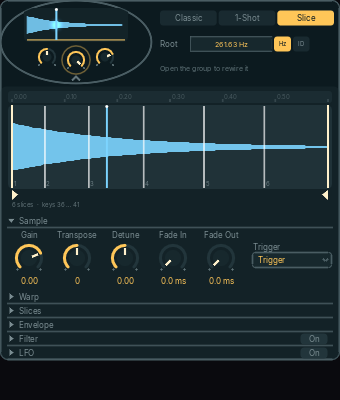 Classic 1-Shot Slice
Root 261.63 Hz Hz ID
Open the group to rewire it
0.00 0.10 0.20 0.30 0.40 0.50
1 2 3 4 5 6
6 slices · keys 36... 41
Sample
Gain Transpose Detune Fade In Fade Out
Trigger
Trigger
0.00 0 0.00 0.0 ms 0.0 ms
Warp
Slices
Envelope
Filter On
LFO On